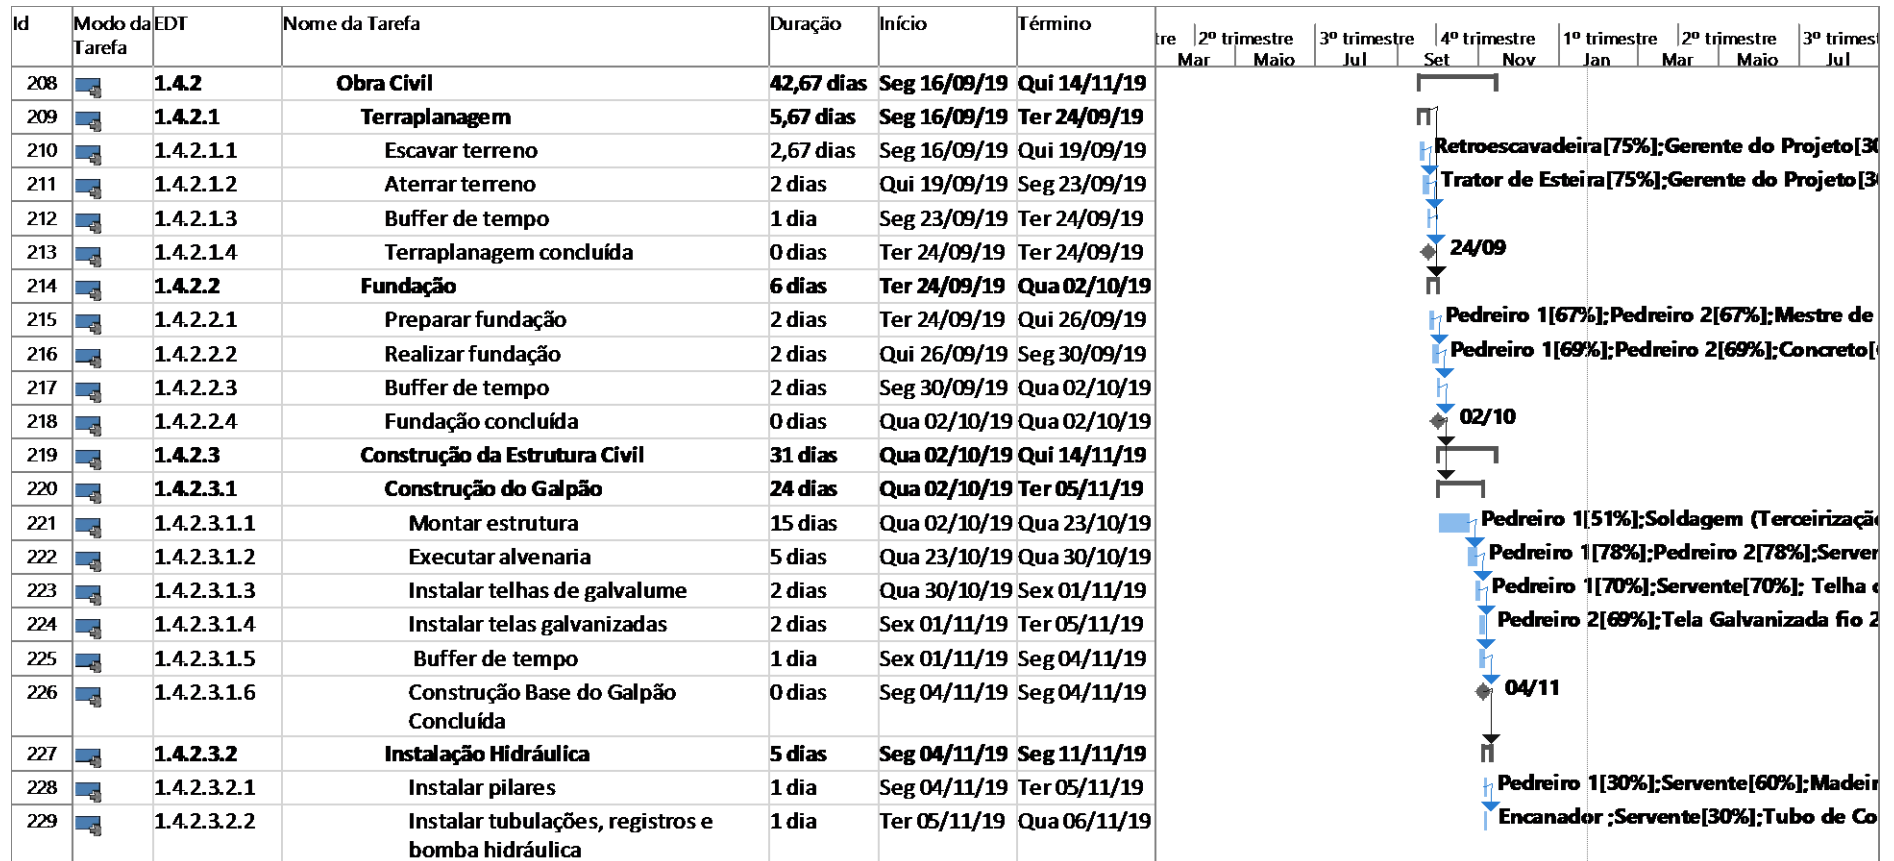 Id Modo da Tarefa EDT Nome da Tarefa Duração Início Término
tre 2º trimestre 3º trimestre 4º trimestre 1º trimestre 2º trimestre 3º trimest
Mar Maio Jul Set Nov Jan Mar Maio Jul
208 1.4.2 Obra Civil 42,67 dias Seg 16/09/19 Qui 14/11/19
209 1.4.2.1 Terraplanagem 5,67 dias Seg 16/09/19 Ter 24/09/19
210 1.4.2.1.1 Escavar terreno 2,67 dias Seg 16/09/19 Qui 19/09/19 Retroescavadeira[75%];Gerente do Projeto[30
211 1.4.2.1.2 Aterrar terreno 2 dias Qui 19/09/19 Seg 23/09/19 Trator de Esteira[75%];Gerente do Projeto[3
212 1.4.2.1.3 Buffer de tempo 1 dia Seg 23/09/19 Ter 24/09/19
213 1.4.2.1.4 Terraplanagem concluída 0 dias Ter 24/09/19 Ter 24/09/19 24/09
214 1.4.2.2 Fundação 6 dias Ter 24/09/19 Qua 02/10/19
215 1.4.2.2.1 Preparar fundação 2 dias Ter 24/09/19 Qui 26/09/19 Pedreiro 1[67%];Pedreiro 2[67%];Mestre de
216 1.4.2.2.2 Realizar fundação 2 dias Qui 26/09/19 Seg 30/09/19 Pedreiro 1[69%];Pedreiro 2[69%];Concreto[
217 1.4.2.2.3 Buffer de tempo 2 dias Seg 30/09/19 Qua 02/10/19
218 1.4.2.2.4 Fundação concluída 0 dias Qua 02/10/19 Qua 02/10/19 02/10
219 1.4.2.3 Construção da Estrutura Civil 31 dias Qua 02/10/19 Qui 14/11/19
220 1.4.2.3.1 Construção do Galpão 24 dias Qua 02/10/19 Ter 05/11/19
221 1.4.2.3.1.1 Montar estrutura 15 dias Qua 02/10/19 Qua 23/10/19 Pedreiro 1[51%];Soldagem (Terceirização
222 1.4.2.3.1.2 Executar alvenaria 5 dias Qua 23/10/19 Qua 30/10/19 Pedreiro 1[78%];Pedreiro 2[78%];Serven
223 1.4.2.3.1.3 Instalar telhas de galvalume 2 dias Qua 30/10/19 Sex 01/11/19 Pedreiro 1[70%];Servente[70%]; Telha
224 1.4.2.3.1.4 Instalar telas galvanizadas 2 dias Sex 01/11/19 Ter 05/11/19 Pedreiro 2[69%];Tela Galvanizada fio 2
225 1.4.2.3.1.5 Buffer de tempo 1 dia Sex 01/11/19 Seg 04/11/19
226 1.4.2.3.1.6 Construção Base do Galpão 0 dias Seg 04/11/19 Seg 04/11/19 04/11
Concluída
227 1.4.2.3.2 Instalação Hidráulica 5 dias Seg 04/11/19 Seg 11/11/19
228 1.4.2.3.2.1 Instalar pilares 1 dia Seg 04/11/19 Ter 05/11/19 Pedreiro 1[30%];Servente[60%];Madeir
229 1.4.2.3.2.2 Instalar tubulações, registros e 1 dia Ter 05/11/19 Qua 06/11/19 Encanador ;Servente[30%];Tubo de Co
bomba hidráulica